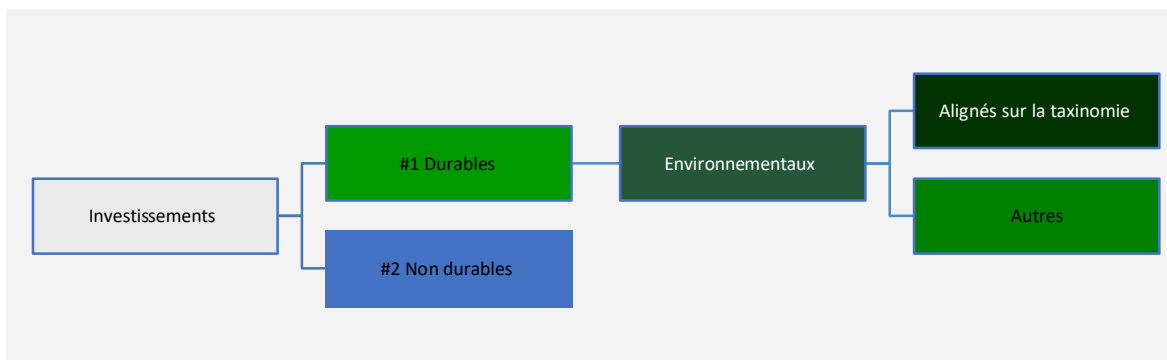 Alignés sur la taxinomie
#1 Durables
Environnementaux
Investissements
Autres
#2 Non durables